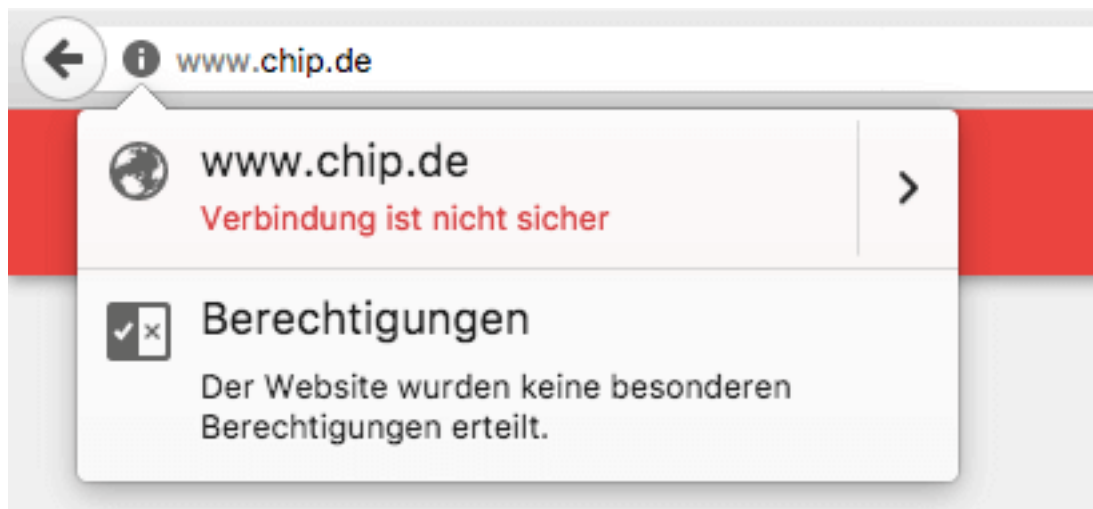 www.chip.de
www.chip.de
Verbindung ist nicht sicher
Berechtigungen
Der Website wurden keine besonderen
Berechtigungen erteilt.